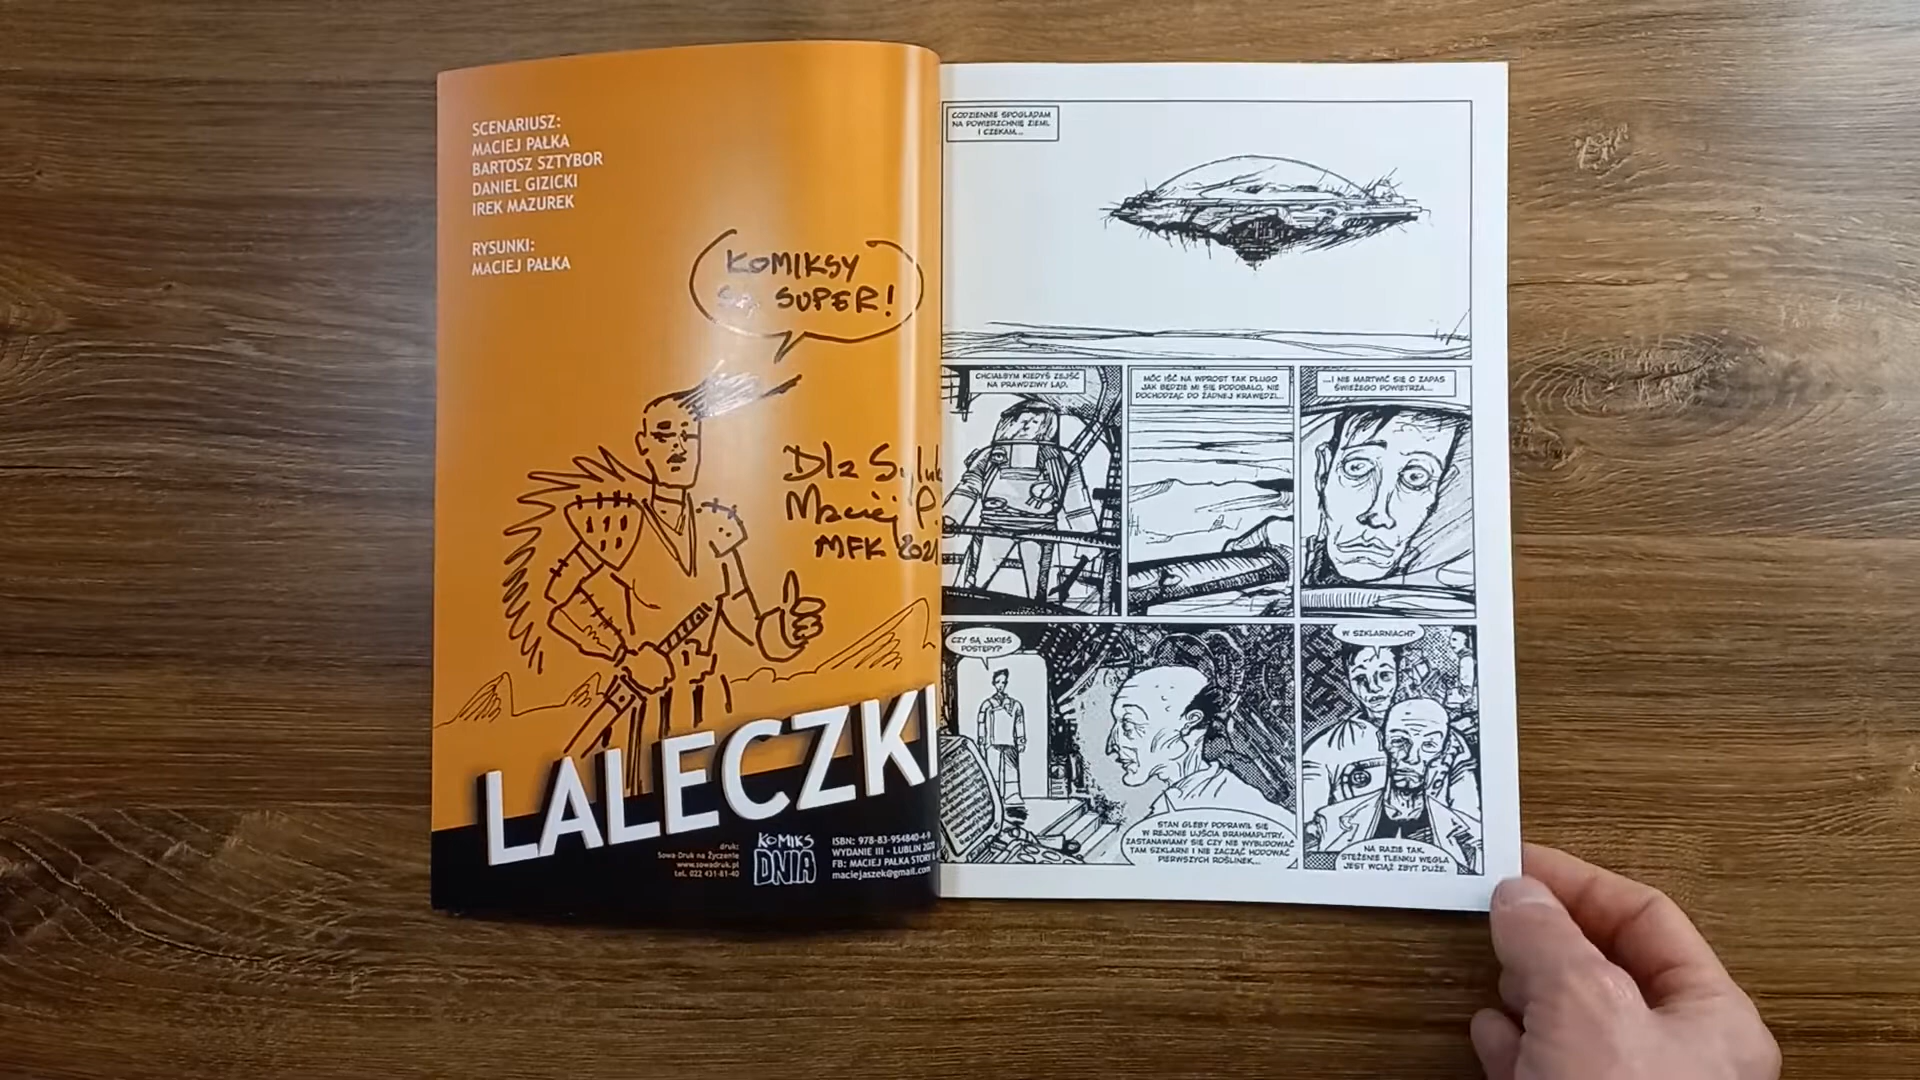 SCENARIUSZ:
MACIEJ PAŁKA
BARTOSZ SZTYBOR
DANIEL GIZICKI
IREK MAZUREK
RYSUNKI:
MACIEJ PAŁKA
KOMIKSY
SĄ SUPER!
Dla
Maciej P.
MFK 2021
LALECZKI
druk:
Sowa Druk na Życzenie
www.sowadruk.pl
tel. 022 431-81-40
KOMIKS
DNIA
ISBN: 978-83-954840-4-9
WYDANIE III - LUBLIN 2020
FB: MACIEJ PAŁKA STORY
maciejaszek@gmail.com
CODZIENNIE SPOGLĄDAM
NA POWIERZCHNIĘ ZIEMI.
I CZEKAM...
CHCIAŁBYM KIEDYŚ ZEJŚĆ
NA PRAWDZIWY LĄD.
MÓC IŚĆ NA WPROST TAK DŁUGO
JAK BĘDZIE MI SIĘ PODOBAŁO, NIE
DOCHODZĄC DO ŻADNEJ KRAWĘDZI...
...I NIE MARTWIĆ SIĘ O ZAPAS
ŚWIEŻEGO POWIETRZA...
CZY SĄ JAKIEŚ
POSTĘPY?
STAN GLEBY POPRAWIŁ SIĘ
W REJONIE UJŚCIA BRAHMAPUTRY.
ZASTANAWIAMY SIĘ CZY NIE WYBUDOWAĆ
TAM SZKLARNI I NIE ZACZĄĆ HODOWAĆ
PIERWSZYCH ROŚLINEK...
W SZKLARNIACH?
NA RAZIE TAK.
STĘŻENIE TLENKU WĘGLA
JEST WCIĄŻ ZBYT DUŻE.